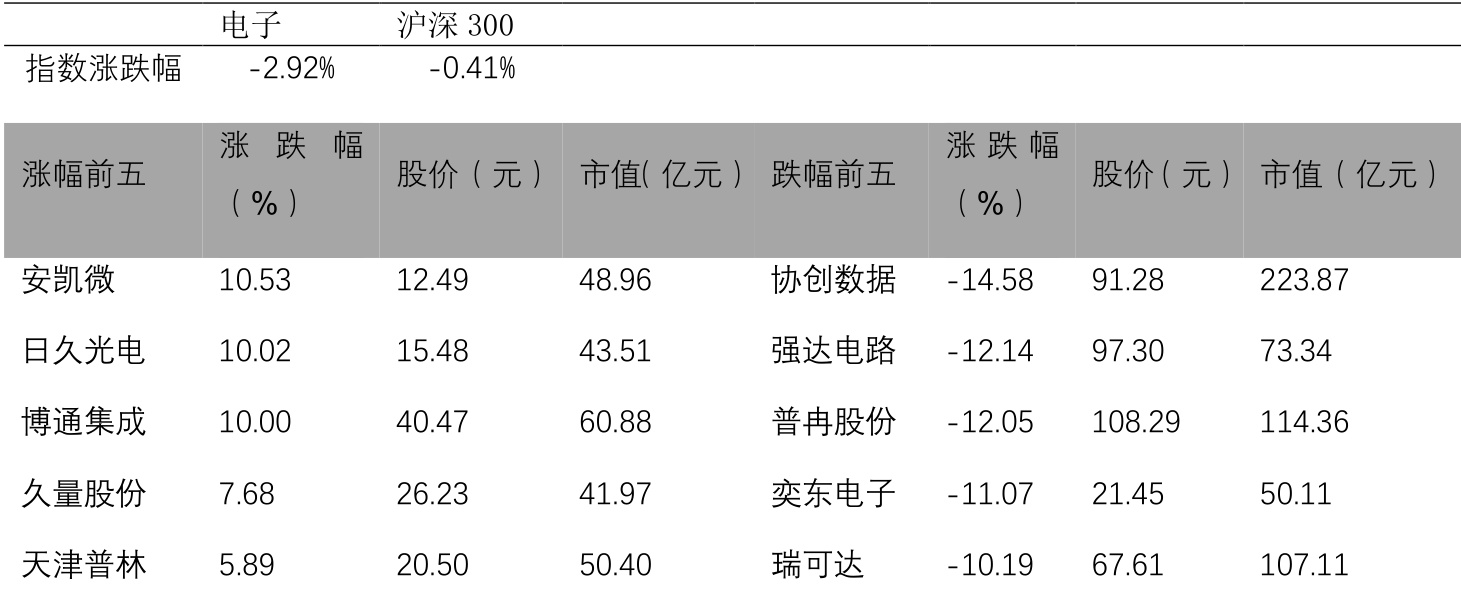 电子 沪深 300
指数涨跌幅 -2.92% -0.41%
涨幅前五 涨跌幅（%） 股价（元） 市值（亿元） 跌幅前五 涨跌幅（%） 股价（元） 市值（亿元）
安凯微 10.53 12.49 48.96 协创数据 -14.58 91.28 223.87
日久光电 10.02 15.48 43.51 强达电路 -12.14 97.30 73.34
博通集成 10.00 40.47 60.88 普冉股份 -12.05 108.29 114.36
久量股份 7.68 26.23 41.97 奕东电子 -11.07 21.45 50.11
天津普林 5.89 20.50 50.40 瑞可达 -10.19 67.61 107.11